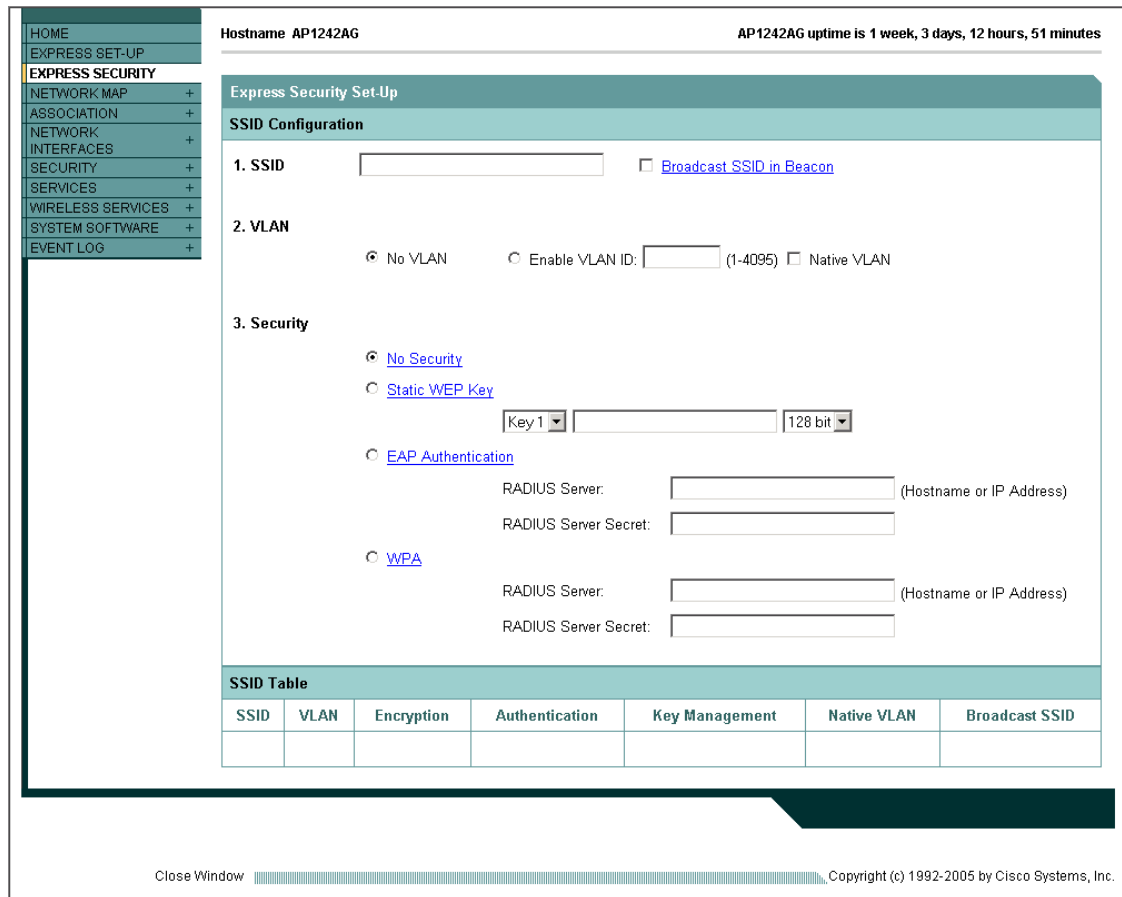 HOME
EXPRESS SET-UP
EXPRESS SECURITY
NETWORK MAP +
ASSOCIATION +
NETWORK
INTERFACES +
SECURITY +
SERVICES +
WIRELESS SERVICES +
SYSTEM SOFTWARE +
EVENT LOG +
Hostname AP1242AG
AP1242AG uptime is 1 week, 3 days, 12 hours, 51 minutes
Express Security Set-Up
SSID Configuration
1. SSID
Broadcast SSID in Beacon
2. VLAN
No VLAN
Enable VLAN ID: (1-4095) Native VLAN
3. Security
No Security
Static WEP Key
Key 1
128 bit
EAP Authentication
RADIUS Server: (Hostname or IP Address)
RADIUS Server Secret:
WPA
RADIUS Server: (Hostname or IP Address)
RADIUS Server Secret:
SSID Table
SSID VLAN Encryption Authentication Key Management Native VLAN Broadcast SSID
Close Window
Copyright (c) 1992-2005 by Cisco Systems, Inc.